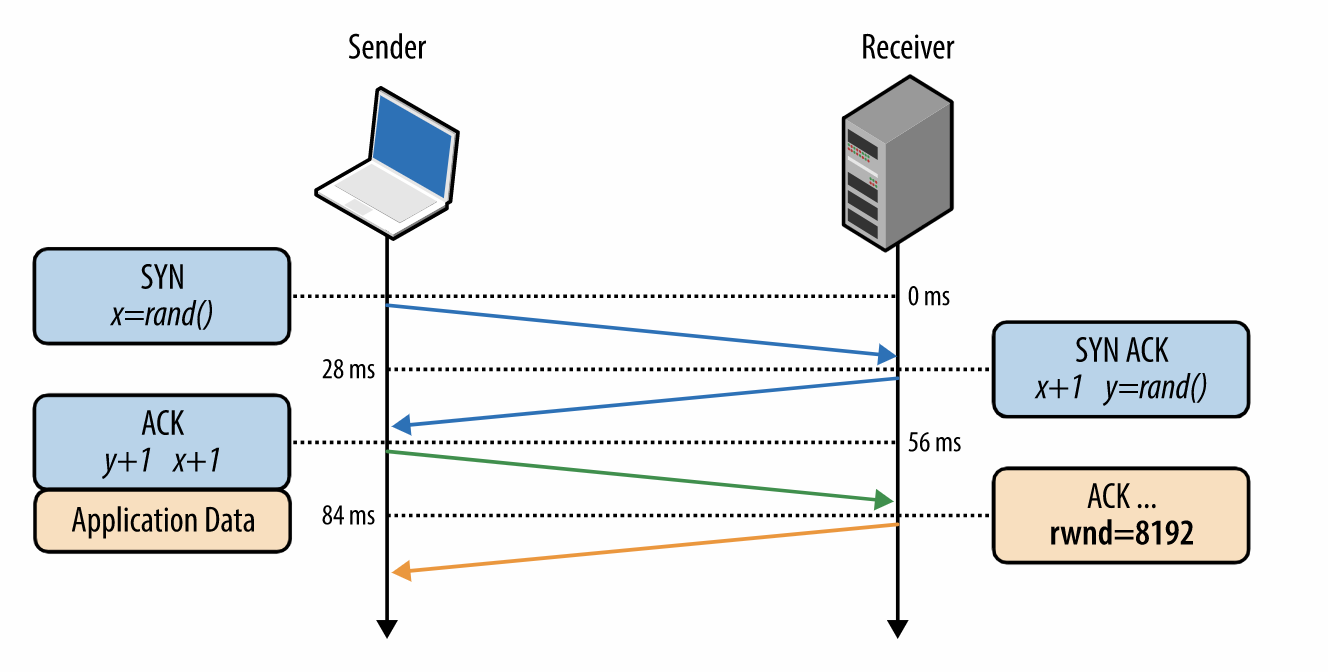 Sender
Receiver
SYN
x=rand()
0 ms
28 ms
SYN ACK
x+1 y=rand()
ACK
y+1 x+1
56 ms
Application Data
84 ms
ACK ...
rwnd=8192